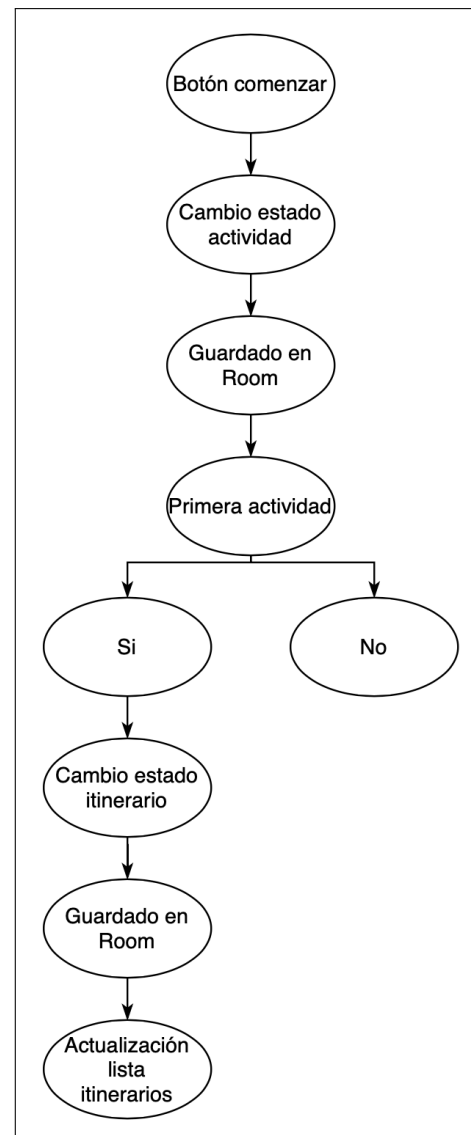 Botón comenzar
Cambio estado
actividad
Guardado en
Room
Primera actividad
Si
No
Cambio estado
itinerario
Guardado en
Room
Actualización
lista
itinerarios